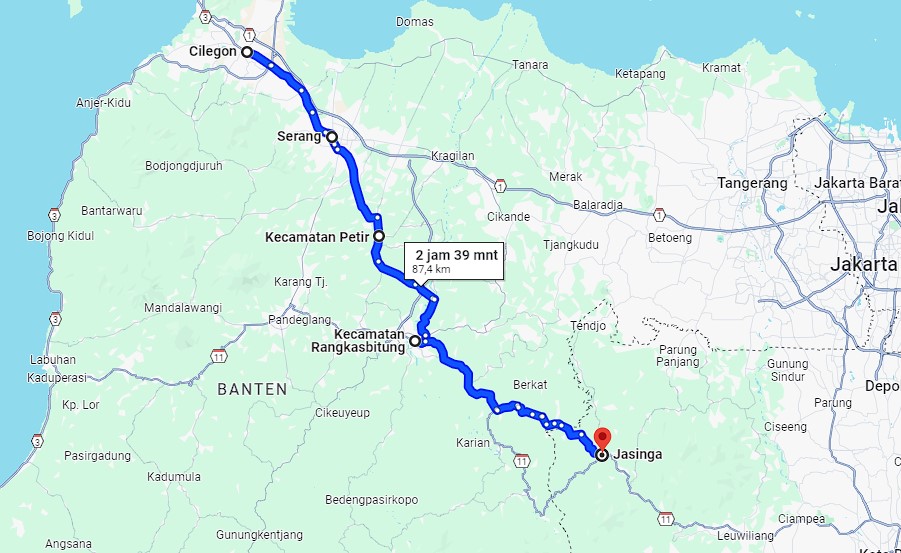 3
1
Domas
Cilegon
Tanara
Ketapang
Kramat
Anjer-Kidu
Serang
Kragilan
Bodjongdjuruh
Merak
1
Tangerang
Jakarta Barat
Balaradja
Bantarwaru
3
Cikande
1
Jak
Bojong Kidul
Kecamatan Petir
Betoeng
Tjangkudu
2 jam 39 mnt
87,4 km
Jakarta
Karang Tj.
Mandalawangi
3
Pandeglang
Tendjo
Kecamatan
Rangkasbitung
Labuhan
11
Parung
Panjang
Kaduperasi
Gunung
Sindur
BANTEN
Berkat
Depo
Kp. Lor
Parung
Cikeuyeup
Ciseeng
3
Karian
Pasirgadung
Jasinga
11
Kadumula
Bedengpasirkopo
11
Ciampea
Gunungkentjang
Leuwiliang
Angsana
Kota B